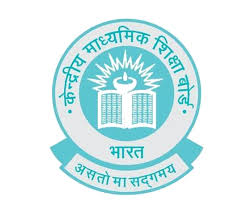 केन्द्रीय माध्यमिक शिक्षा बोर्ड
भारत
असतो मा सद्गमय